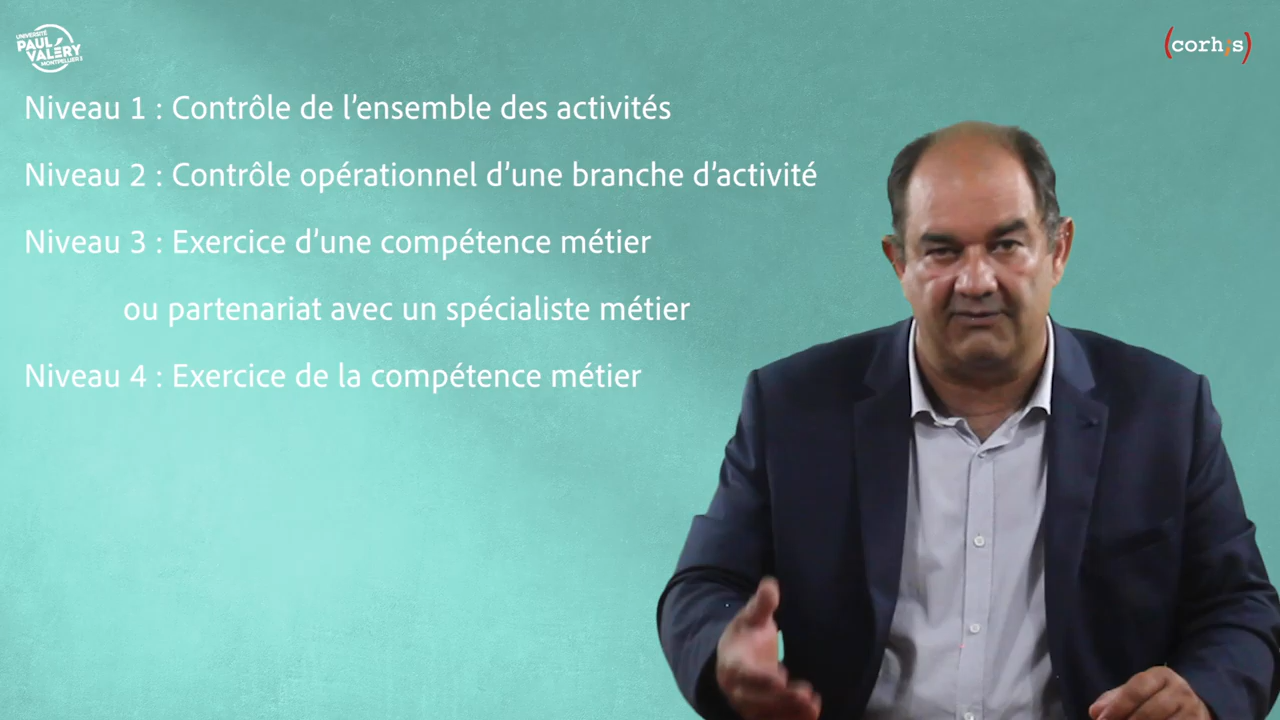 UNIVERSITÉ
PAUL
VALÉRY
MONTPELLIER 3
(corh;s)
Niveau 1 : Contrôle de l’ensemble des activités
Niveau 2 : Contrôle opérationnel d’une branche d’activité
Niveau 3 : Exercice d’une compétence métier
ou partenariat avec un spécialiste métier
Niveau 4 : Exercice de la compétence métier